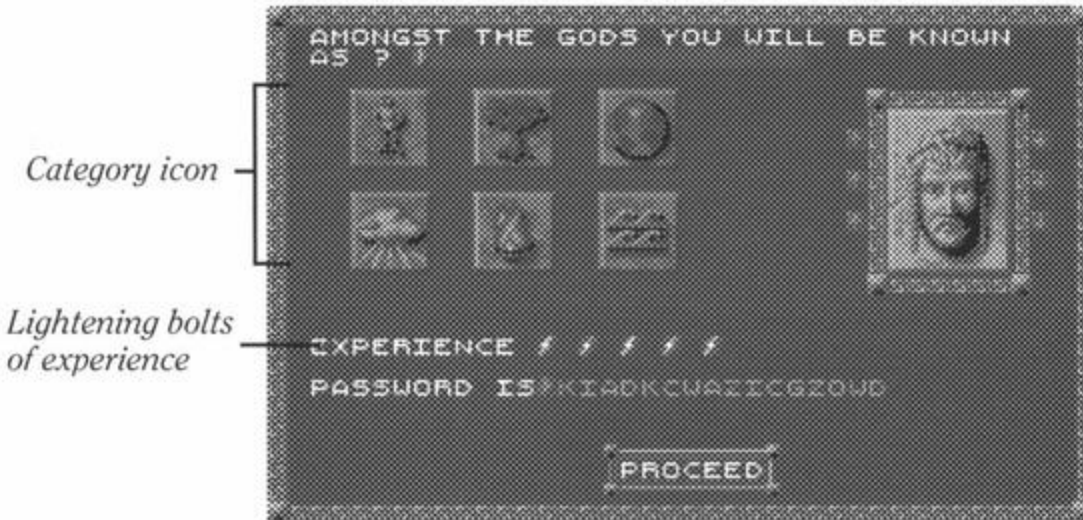 AMONGST THE GODS YOU WILL BE KNOWN
AS ?
Category icon
Lightening bolts
of experience
EXPERIENCE
PASSWORD IS
PROCEED